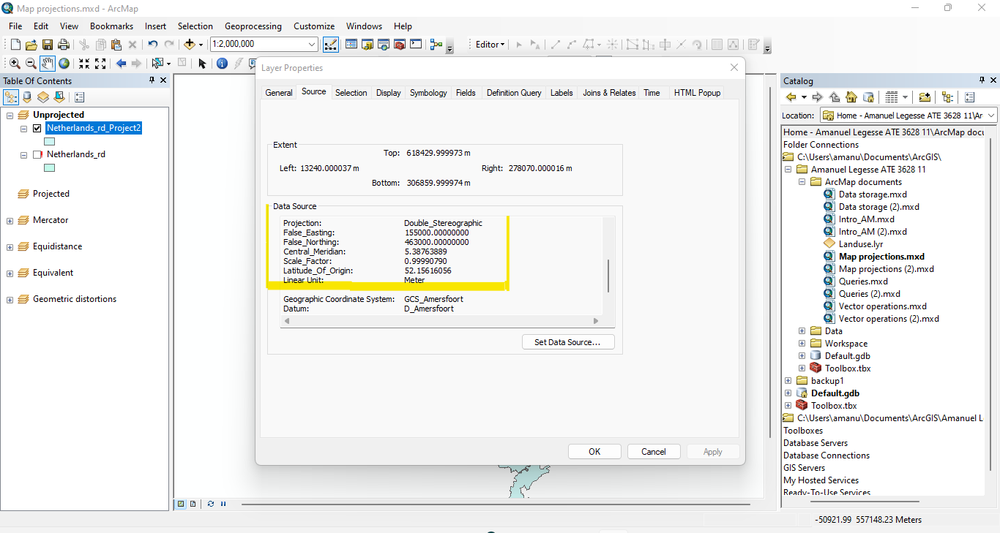 Map projections.mxd - ArcMap
File Edit View Bookmarks Insert Selection Geoprocessing Customize Windows Help
1:2,000,000
Editor
Table Of Contents
Unprojected
Netherlands_rd_Project2
Netherlands_rd
Projected
Mercator
Equidistance
Equivalent
Geometric distortions
Layer Properties
General Source Selection Display Symbology Fields Definition Query Labels Joins & Relates Time HTML Popup
Extent
Top: 618429.999973 m
Left: 13240.000037 m Right: 278070.000016 m
Bottom: 306859.999974 m
Data Source
Projection: Double_Stereographic
False_Easting: 155000.00000000
False_Northing: 463000.00000000
Central_Meridian: 5.38763889
Scale_Factor: 0.99990790
Latitude_Of_Origin: 52.15616056
Linear Unit: Meter
Geographic Coordinate System: GCS_Amersfoort
Datum: D_Amersfoort
Set Data Source...
OK Cancel Apply
Catalog
Location: Home - Amanuel Legesse ATE 3628 11\Ar
Home - Amanuel Legesse ATE 3628 11\ArcMap docu
Folder Connections
C:\Users\amanu\Documents\ArcGIS\
Amanuel Legesse ATE 3628 11
ArcMap documents
Data storage.mxd
Data storage (2).mxd
Intro_AM.mxd
Intro_AM (2).mxd
Landuse.lyr
Map projections.mxd
Map projections (2).mxd
Queries.mxd
Queries (2).mxd
Vector operations.mxd
Vector operations (2).mxd
Data
Workspace
Default.gdb
Toolbox.tbx
backup1
Default.gdb
Toolbox.tbx
C:\Users\amanu\Documents\ArcGIS\Amanuel L
Toolboxes
Database Servers
Database Connections
GIS Servers
My Hosted Services
Ready-To-Use Services
-50921.99 557148.23 Meters